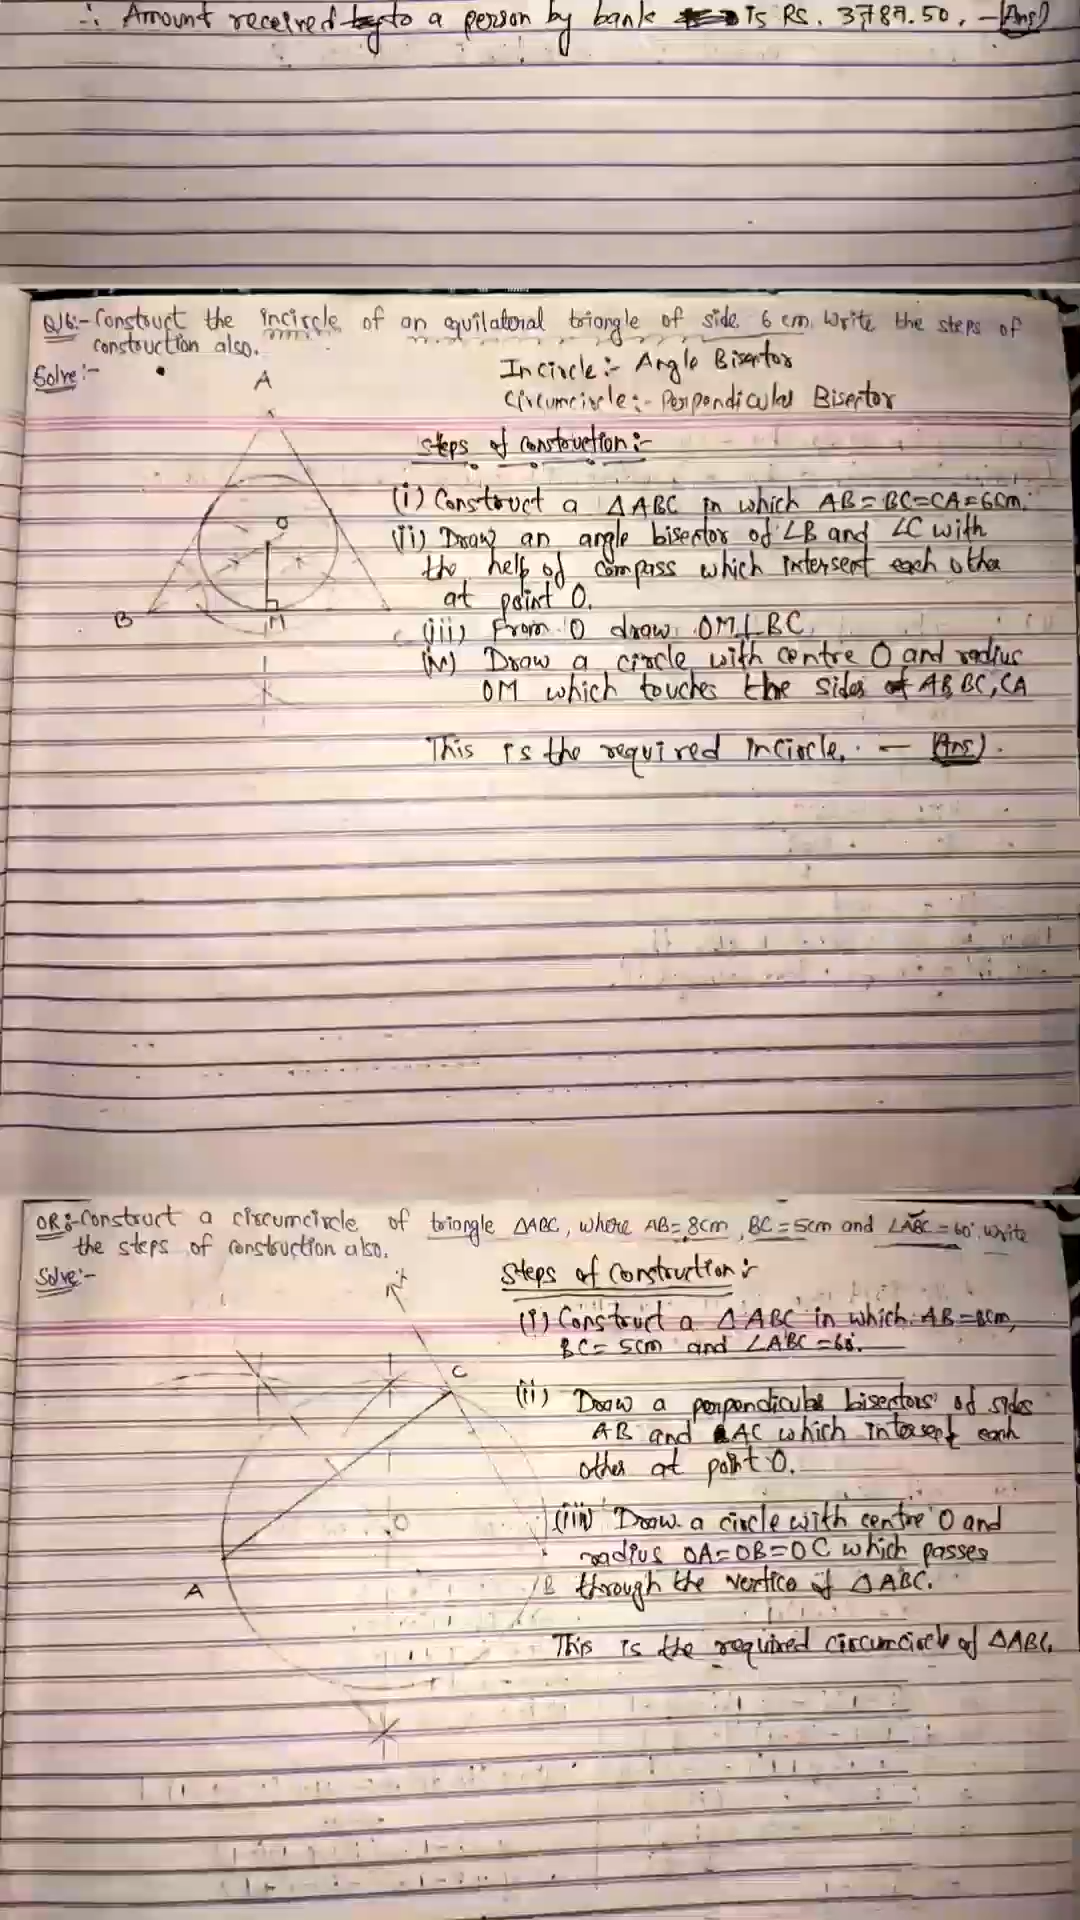 ∴ Amount received to a person by bank is RS. 3787.50. - (Ans)
Q16:- Construct the incircle of an equilateral triangle of side 6 cm. Write the steps of
construction also.
Solve:-
A
Incircle:- Angle Bisector
Circumcircle:- Perpendicular Bisector
Steps of construction:-
(i) Construct a △ABC in which AB=BC=CA=6cm.
(ii) Draw an angle bisector of ∠B and ∠C with
the help of compass which intersect each other
at point O.
O
B
M
(iii) From O draw OM⊥BC
(iv) Draw a circle with centre O and radius
OM which touches the sides of AB, BC, CA
This is the required incircle. - (Ans).
OR:- Construct a circumcircle of triangle △ABC, where AB=8cm, BC=5cm and ∠ABC=60°. write
the steps of construction also.
Solve:-
Steps of construction:-
(i) Construct a △ABC in which AB=8cm,
BC=5cm and ∠ABC=60.
C
(ii) Draw a perpendicular bisectors of sides
AB and AC which intersect each
other at point O.
O
(iii) Draw a circle with centre O and
radius OA=OB=OC which passes
A
B
through the vertice of △ABC.
This is the required circumcircle of △ABC.